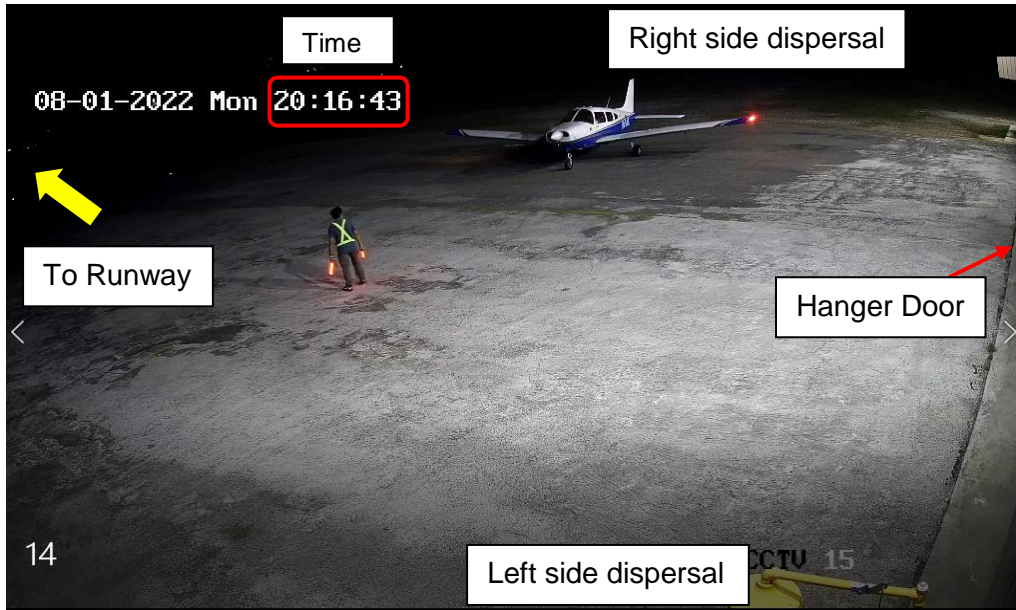 Time
Right side dispersal
08-01-2022 Mon 20:16:43
To Runway
Hanger Door
14
Left side dispersal
CCTV 15